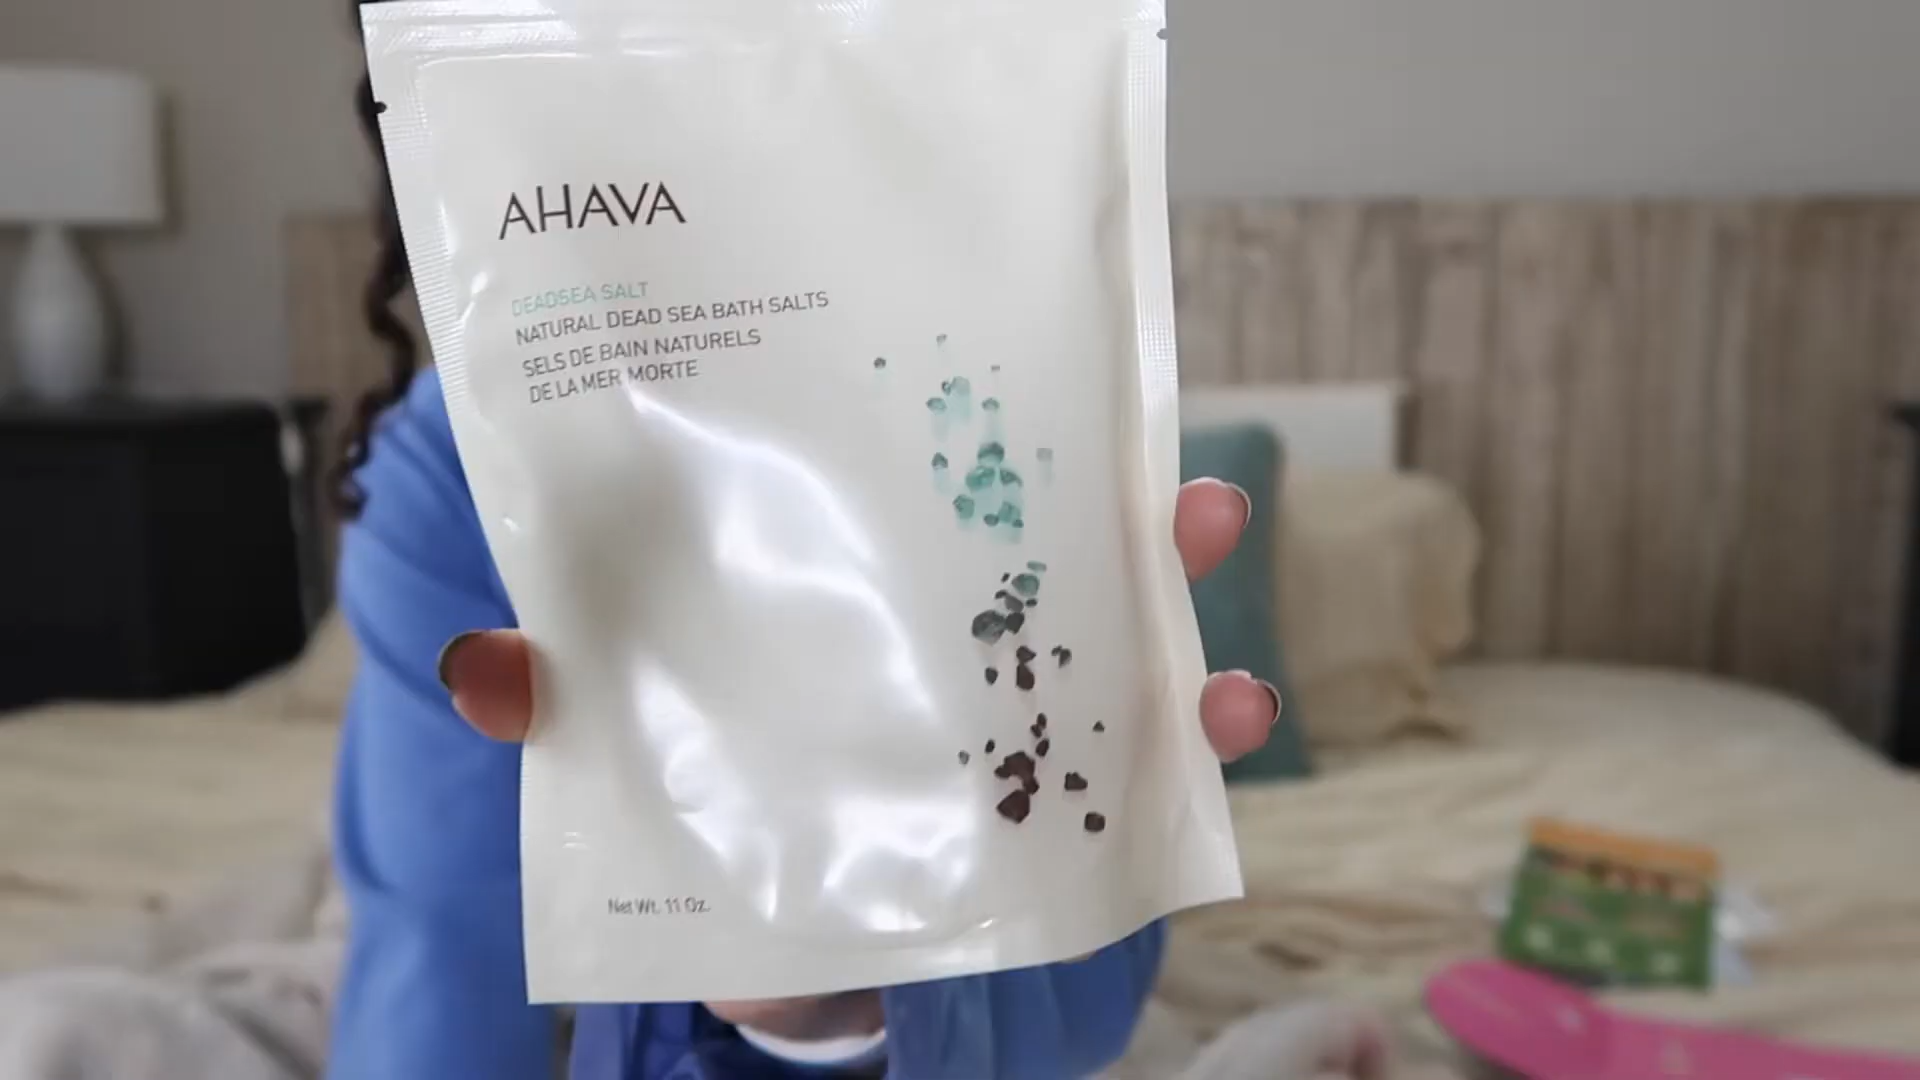 AHAVA
DEADSEA SALT
NATURAL DEAD SEA BATH SALTS
SELS DE BAIN NATURELS
DE LA MER MORTE
Net Wt. 11 Oz.